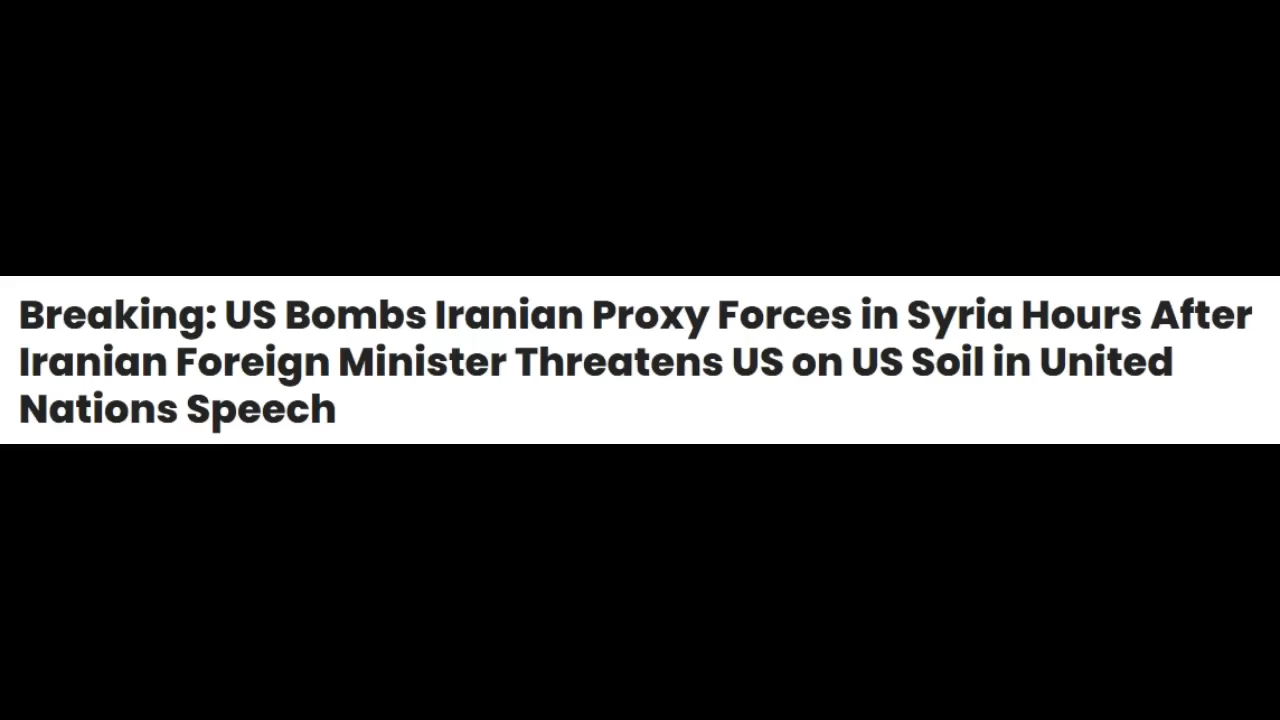 Breaking: US Bombs Iranian Proxy Forces in Syria Hours After
Iranian Foreign Minister Threatens US on US Soil in United
Nations Speech